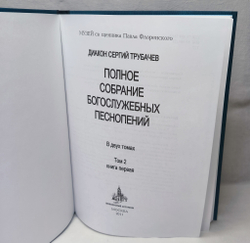 МУЗЕЙ священника Павла Флоренского
ДИАКОН СЕРГИЙ ТРУБАЧЕВ
ПОЛНОЕ
СОБРАНИЕ
БОГОСЛУЖЕБНЫХ
ПЕСНОПЕНИЙ
В двух томах
Том 2
книга первая